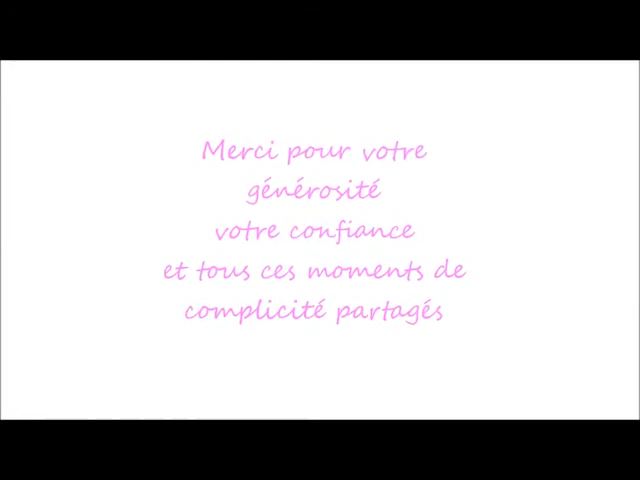 Merci pour votre
générosité
votre confiance
et tous ces moments de
complicité partagés